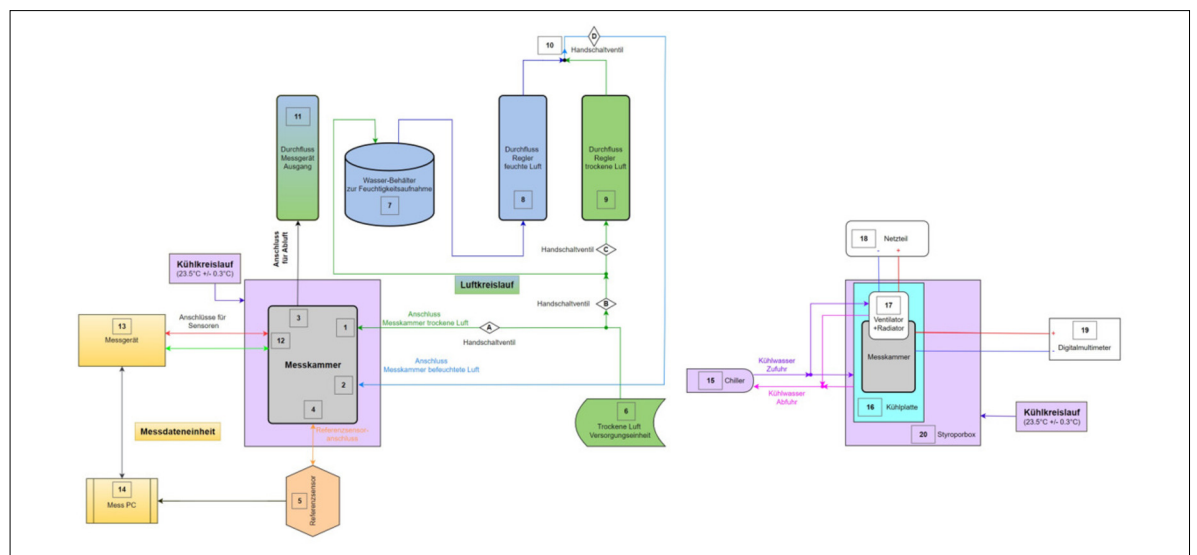 D
10
Handschaltventil
11
Durchfluss
Messgerät
Ausgang
Wasser-Behälter
zur Feuchtigkeitsaufnahme
7
Durchfluss
Regler
feuchte Luft
8
Durchfluss
Regler
trockene Luft
9
Anschluss
für Abluft
Handschaltventil
C
Kühlkreislauf
(23.5°C +/- 0.3°C)
Luftkreislauf
Handschaltventil
B
Anschlüsse für
Sensoren
13
Messgerät
3
1
12
Messkammer
2
4
Anschluss
Messkammer trockene Luft
A
Handschaltventil
Anschluss
Messkammer befeuchtete Luft
6
Trockene Luft
Versorgungseinheit
Messdateneinheit
Referenzsensor
anschluss
14
Mess PC
5
Referenzsensor
18
Netzteil
-
+
17
Ventilator
+Radiator
Messkammer
+
-
19
Digitalmultimeter
Kühlwasser
Zufuhr
15
Chiller
Kühlwasser
Abfuhr
16
Kühlplatte
20
Styroporbox
Kühlkreislauf
(23.5°C +/- 0.3°C)